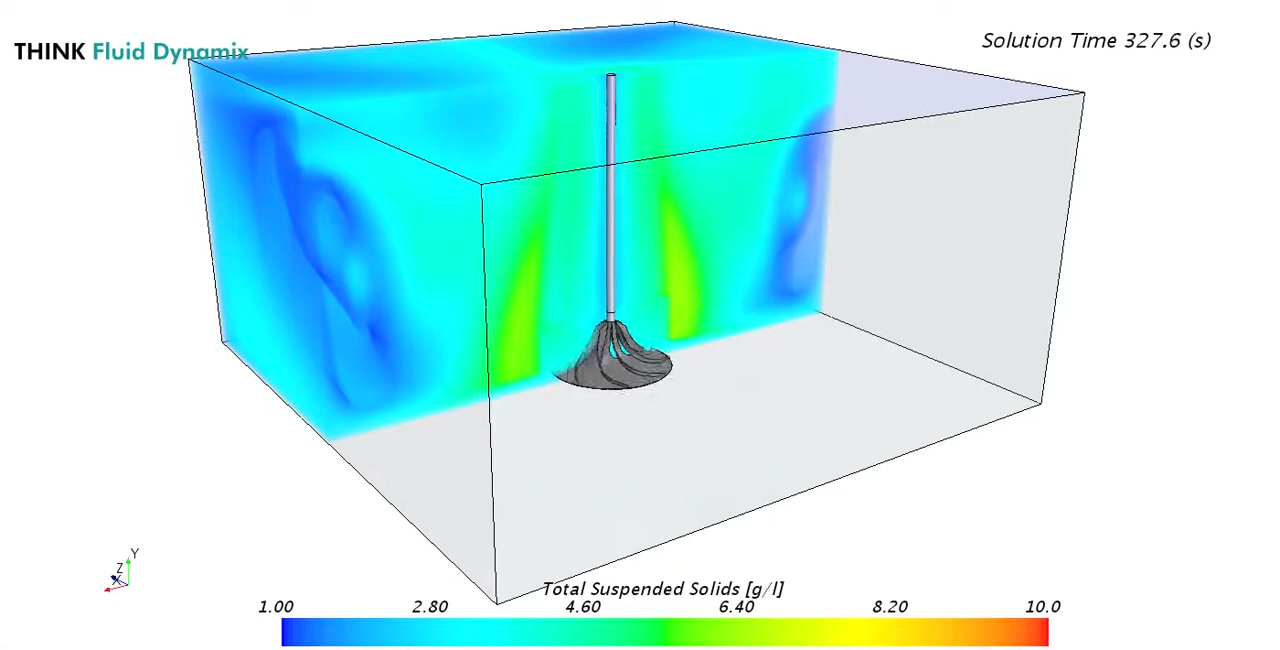 THINK Fluid Dynamix
Solution Time 327.6 (s)
Y
Z
X
Total Suspended Solids [g/l]
1.00 2.80 4.60 6.40 8.20 10.0